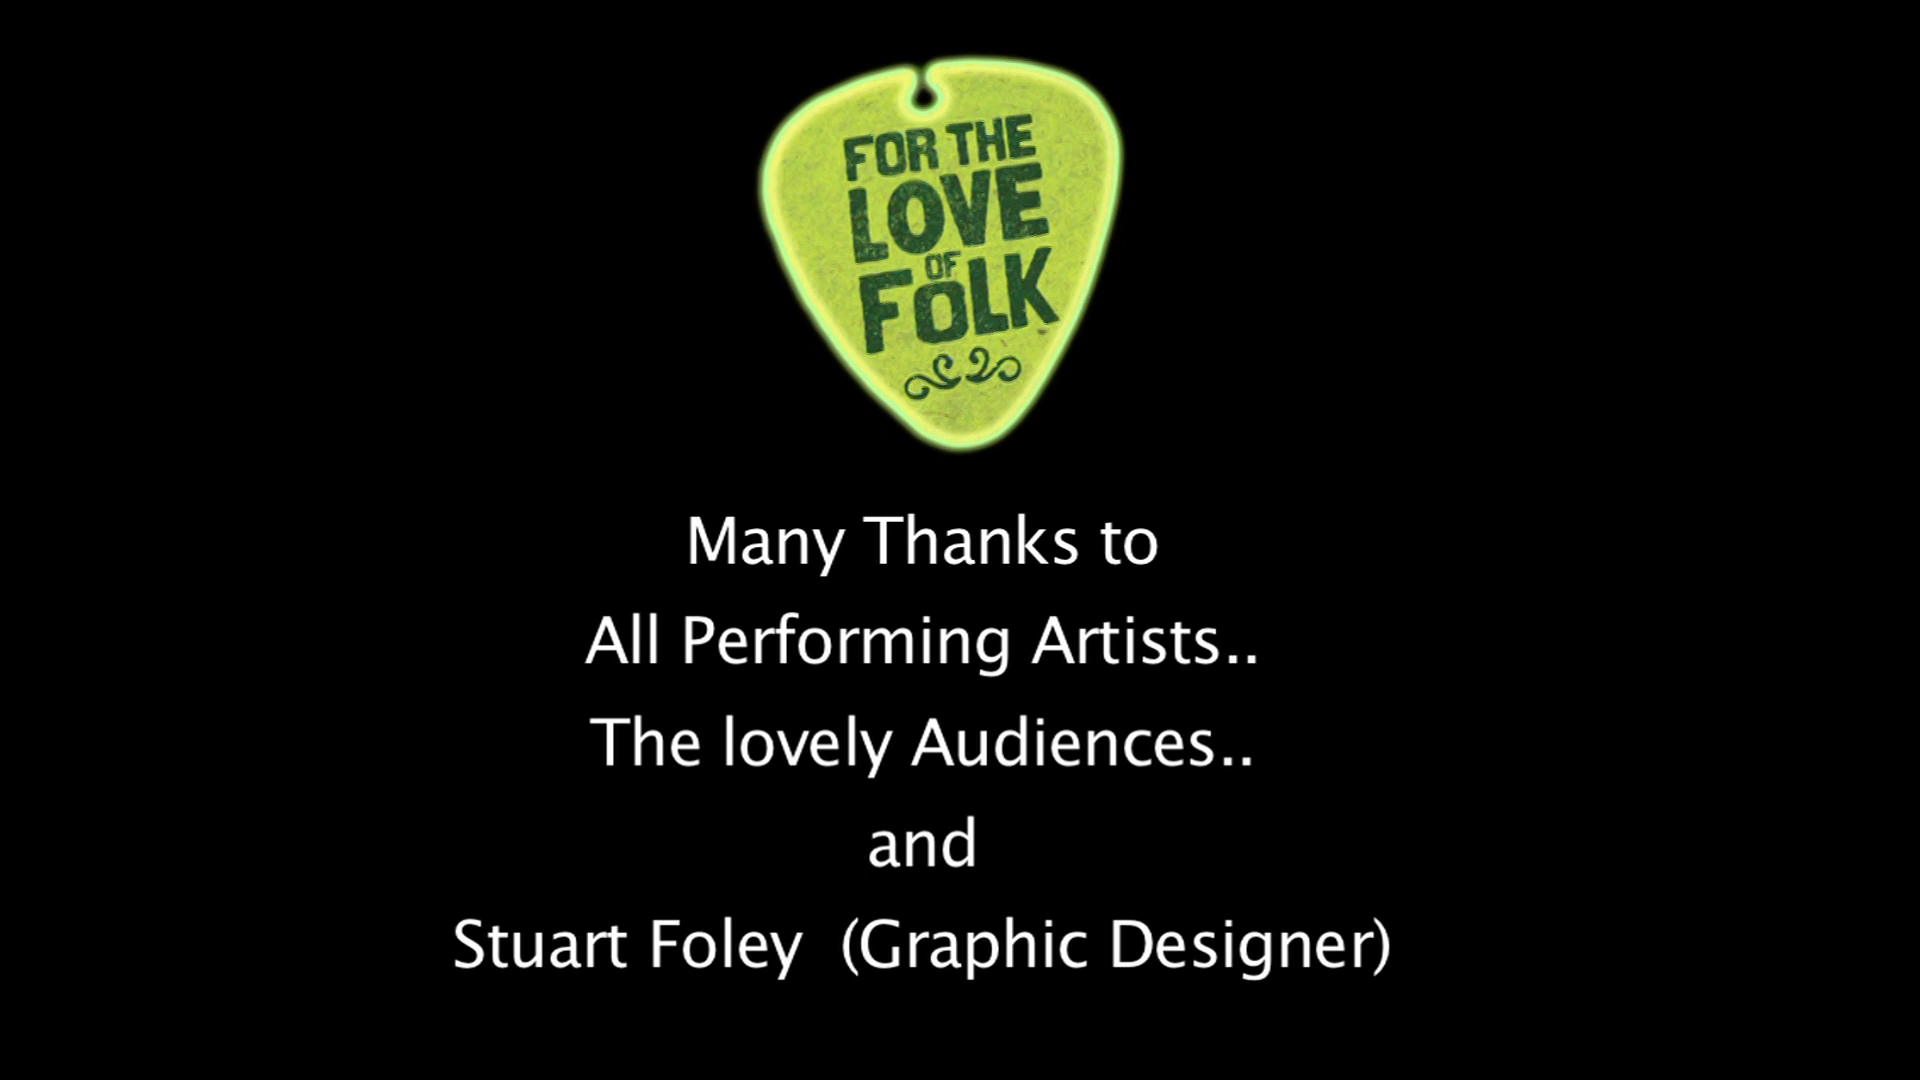 FOR THE
LOVE
OF
FOLK
Many Thanks to
All Performing Artists..
The lovely Audiences..
and
Stuart Foley  (Graphic Designer)